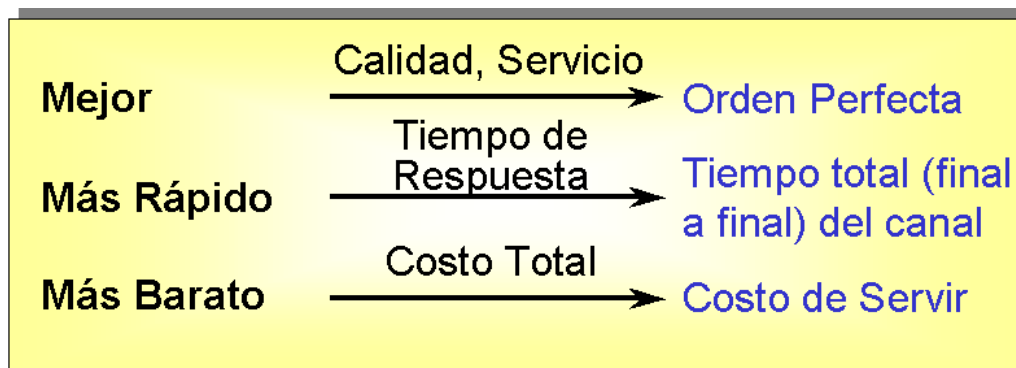 Calidad, Servicio
Mejor
Orden Perfecta
Tiempo de
Respuesta
Más Rápido
Tiempo total (final
a final) del canal
Costo Total
Más Barato
Costo de Servir